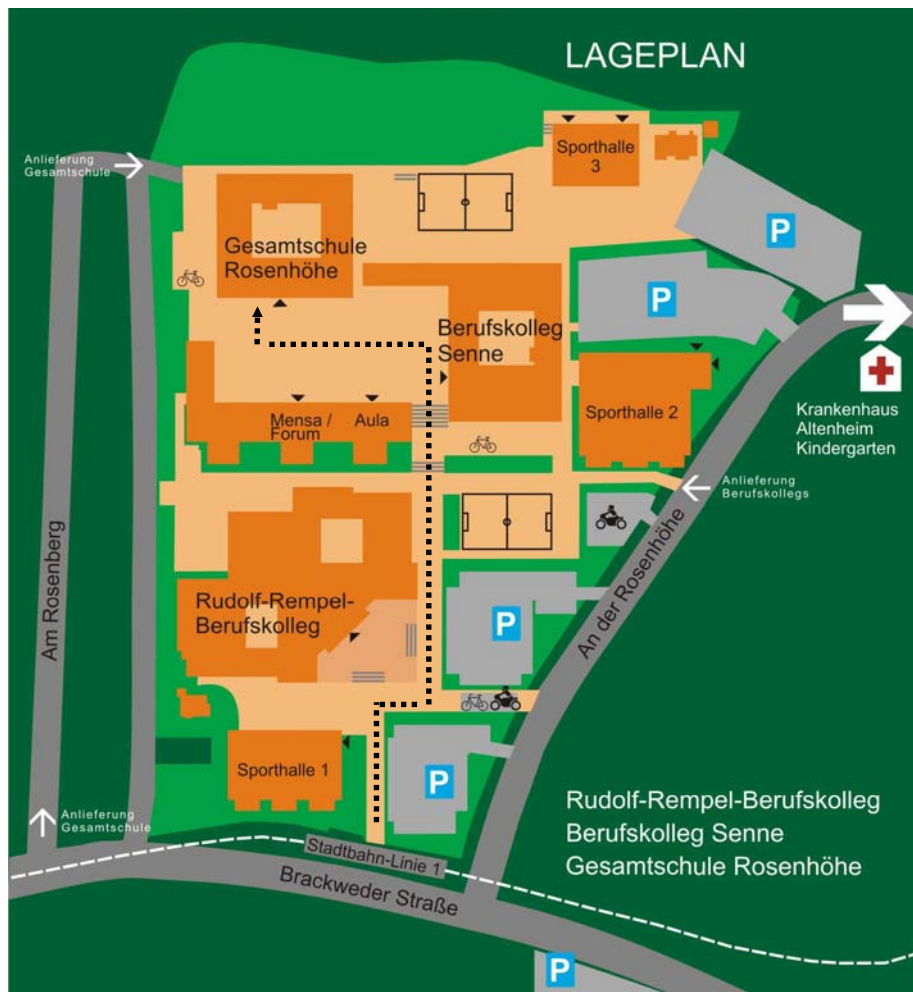 LAGEPLAN
Anlieferung
Gesamtschule
Sporthalle
3
P
Gesamtschule
Rosenhöhe
P
Berufskolleg
Senne
Mensa /
Forum
Aula
Sporthalle 2
Krankenhaus
Altenheim
Kindergarten
Anlieferung
Berufskollegs
Am Rosenberg
An der Rosenhöhe
Rudolf-Rempel-
Berufskolleg
P
Sporthalle 1
P
Anlieferung
Gesamtschule
Rudolf-Rempel-Berufskolleg
Berufskolleg Senne
Gesamtschule Rosenhöhe
Stadtbahn-Linie 1
Brackweder Straße
P